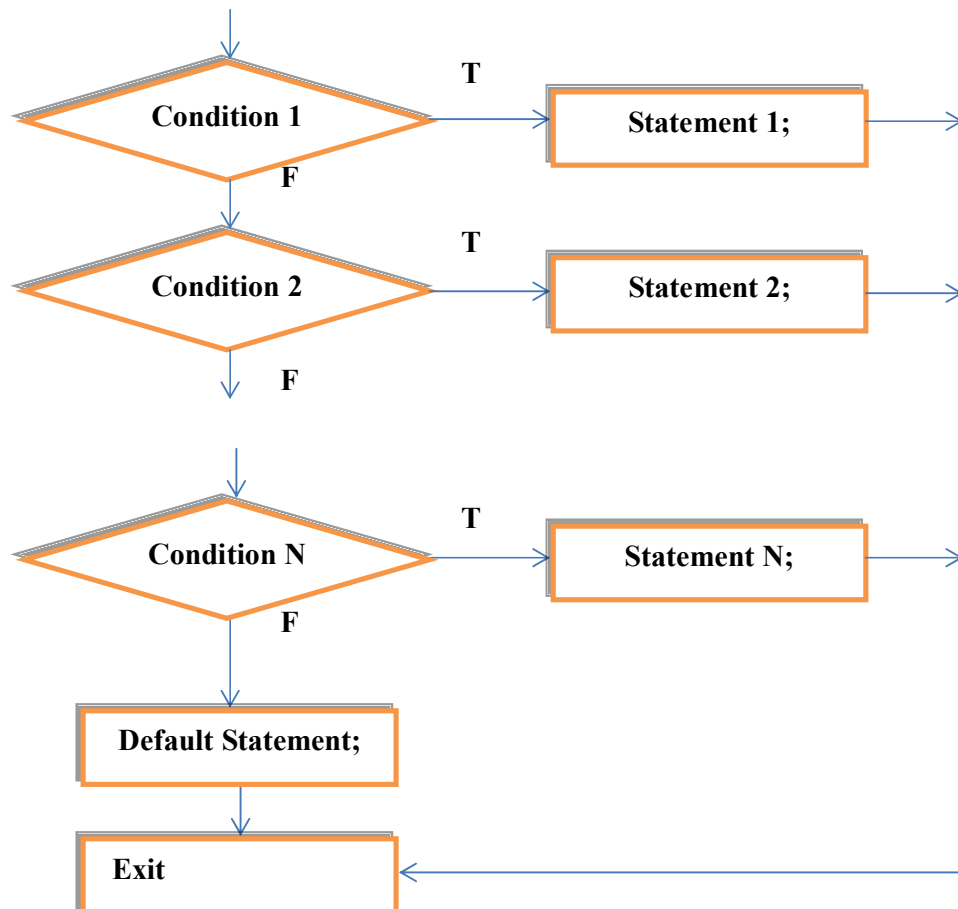 T
Condition 1
Statement 1;
F
T
Condition 2
Statement 2;
F
T
Condition N
Statement N;
F
Default Statement;
Exit